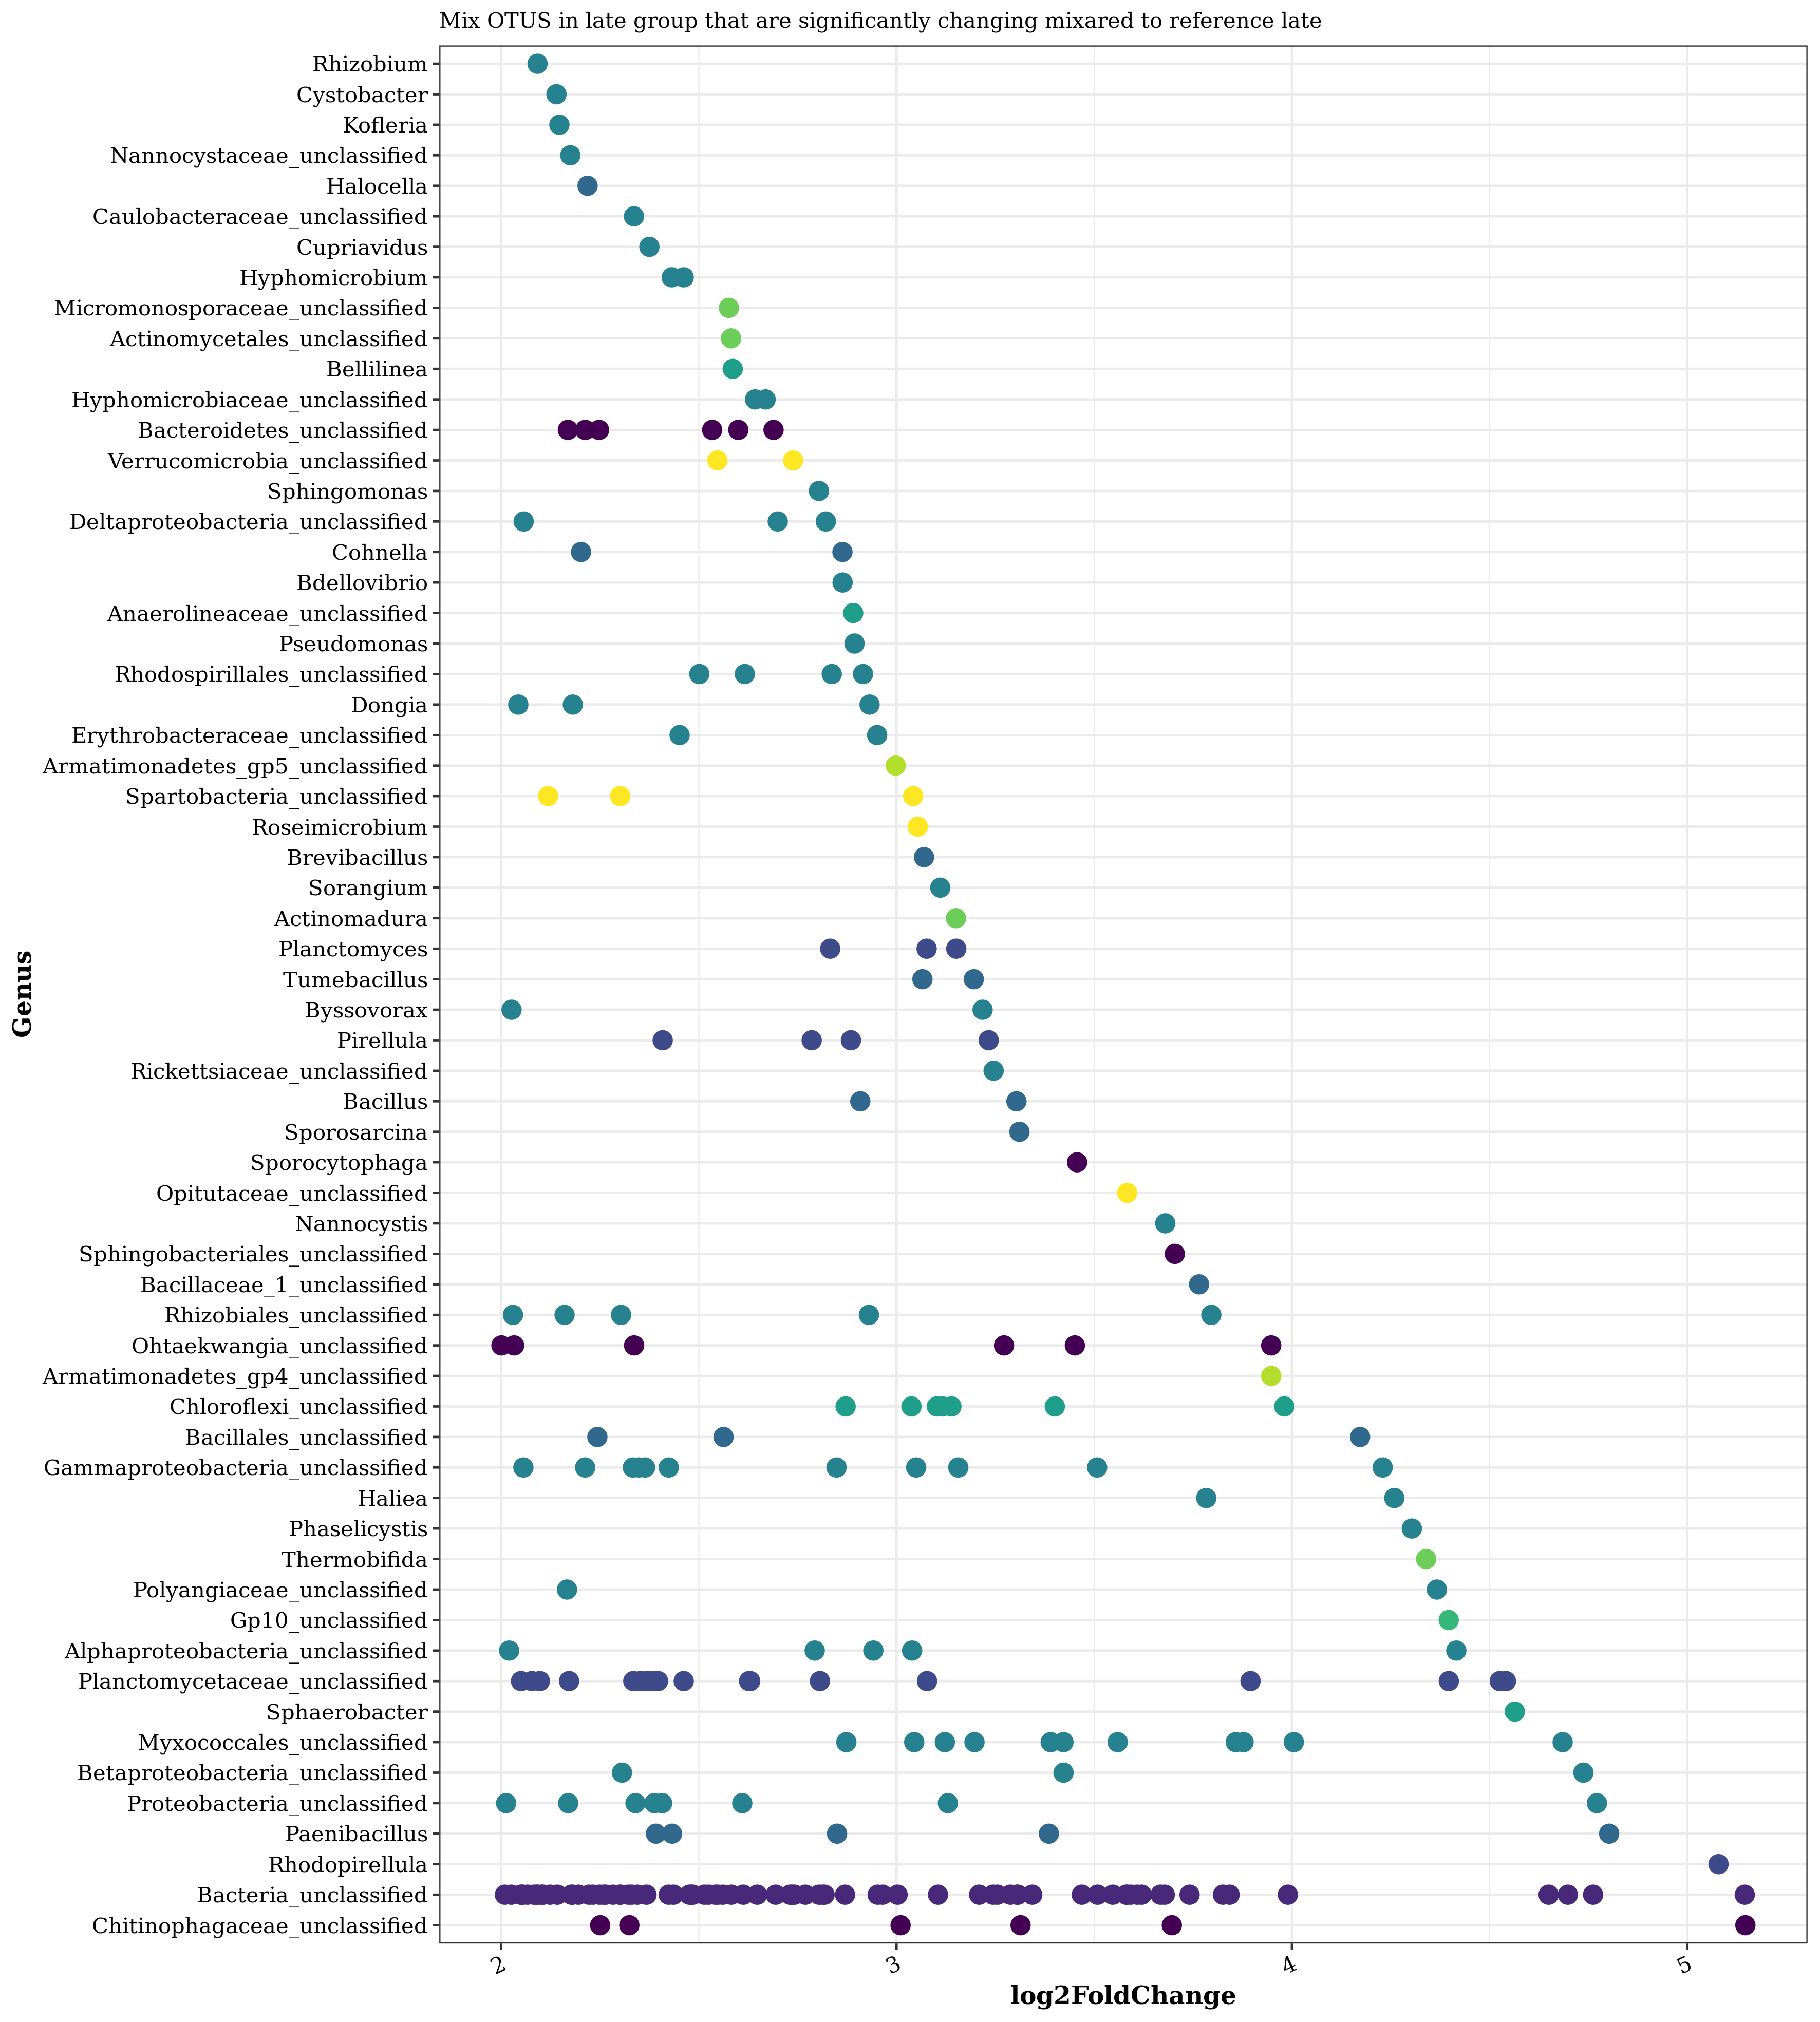 Mix OTUS in late group that are significantly changing mixared to reference late
Rhizobium
Cystobacter
Kofleria
Nannocystaceae_unclassified
Halocella
Caulobacteraceae_unclassified
Cupriavidus
Hyphomicrobium
Micromonosporaceae_unclassified
Actinomycetales_unclassified
Bellilinea
Hyphomicrobiaceae_unclassified
Bacteroidetes_unclassified
Verrucomicrobia_unclassified
Sphingomonas
Deltaproteobacteria_unclassified
Cohnella
Bdellovibrio
Anaerolineaceae_unclassified
Pseudomonas
Rhodospirillales_unclassified
Dongia
Erythrobacteraceae_unclassified
Armatimonadetes_gp5_unclassified
Spartobacteria_unclassified
Roseimicrobium
Brevibacillus
Sorangium
Actinomadura
Planctomyces
Tumebacillus
Byssovorax
Pirellula
Rickettsiaceae_unclassified
Bacillus
Sporosarcina
Sporocytophaga
Opitutaceae_unclassified
Nannocystis
Sphingobacteriales_unclassified
Bacillaceae_1_unclassified
Rhizobiales_unclassified
Ohtaekwangia_unclassified
Armatimonadetes_gp4_unclassified
Chloroflexi_unclassified
Bacillales_unclassified
Gammaproteobacteria_unclassified
Haliea
Phaselicystis
Thermobifida
Polyangiaceae_unclassified
Gp10_unclassified
Alphaproteobacteria_unclassified
Planctomycetaceae_unclassified
Sphaerobacter
Myxococcales_unclassified
Betaproteobacteria_unclassified
Proteobacteria_unclassified
Paenibacillus
Rhodopirellula
Bacteria_unclassified
Chitinophagaceae_unclassified
Genus
2 3 4 5
log2FoldChange